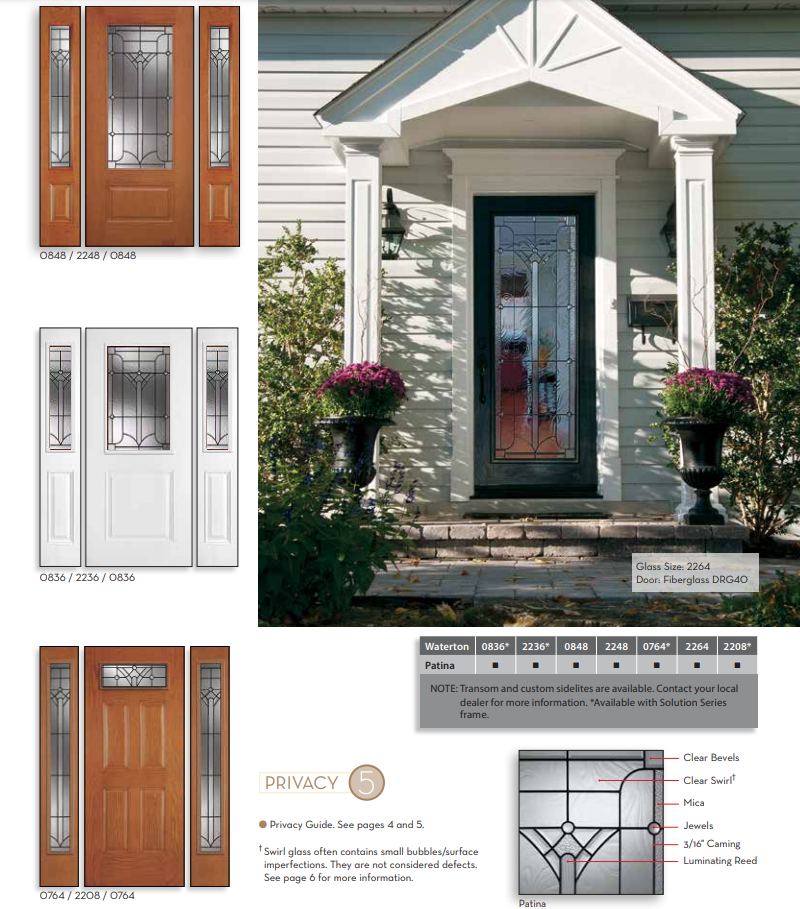 0848 / 2248 / 0848
0836 / 2236 / 0836
0764 / 2208 / 0764
Glass Size: 2264
Door: Fiberglass DRG40
Waterton 0836* 2236* 0848 2248 0764* 2264 2208*
Patina ■ ■ ■ ■ ■ ■ ■
NOTE: Transom and custom sidelites are available. Contact your local
dealer for more information. *Available with Solution Series
frame.
PRIVACY 5
Privacy Guide. See pages 4 and 5.
† Swirl glass often contains small bubbles/surface
imperfections. They are not considered defects.
See page 6 for more information.
Clear Bevels
Clear Swirl†
Mica
Jewels
3/16" Caming
Luminating Reed
Patina